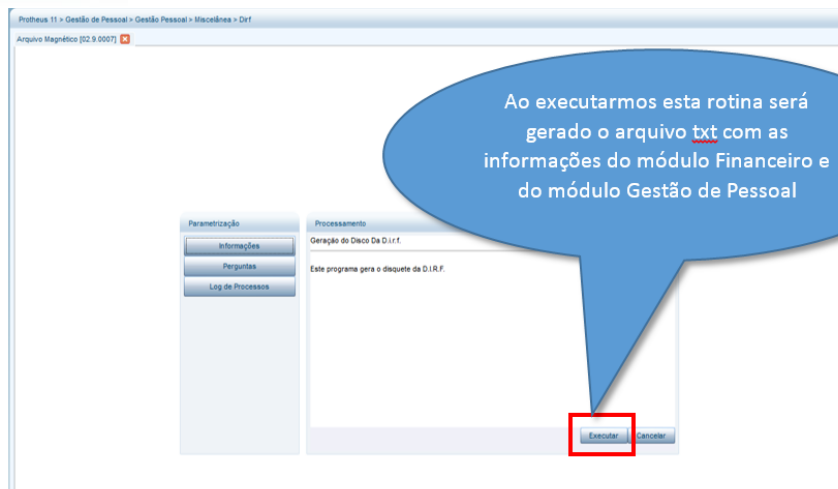 Protheus 11 > Gestão de Pessoal > Gestão Pessoal > Miscelânea > Dirf
Arquivo Magnético [02.9.0007]
Ao executarmos esta rotina será
gerado o arquivo txt com as
informações do módulo Financeiro e
do módulo Gestão de Pessoal
Parametrização
Processamento
Informações
Geração do Disco Da D.i.r.f.
Perguntas
Este programa gera o disquete da D.I.R.F.
Log de Processos
Executar
Cancelar